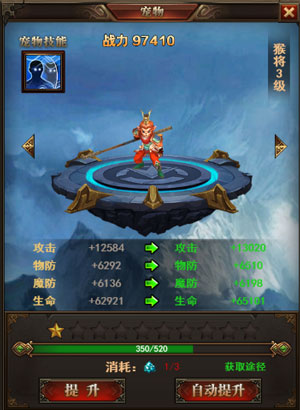 宠物
宠物技能
战力 97410
猴将3级
攻击 +12584 攻击
物防 +6292 物防
魔防 +6136 魔防
生命 +62921 生命
350/520
消耗: 1/3 获取途径
提 升 自动提升